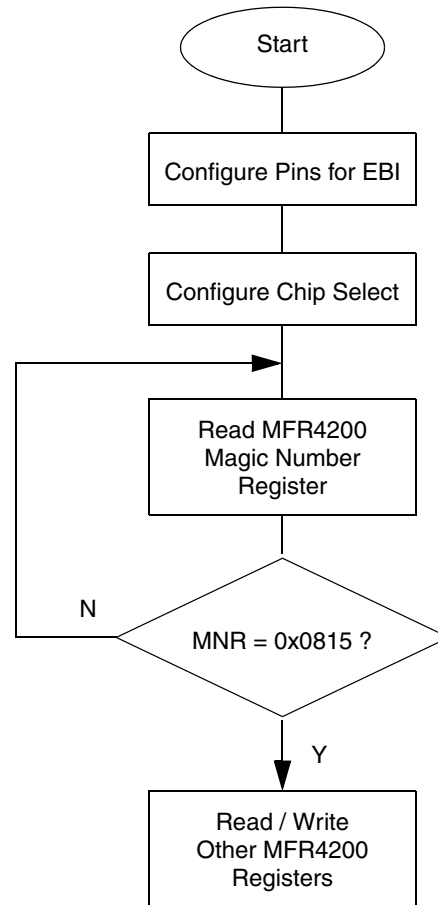 Start
Configure Pins for EBI
Configure Chip Select
Read MFR4200
Magic Number
Register
N
MNR = 0x0815 ?
Y
Read / Write
Other MFR4200
Registers